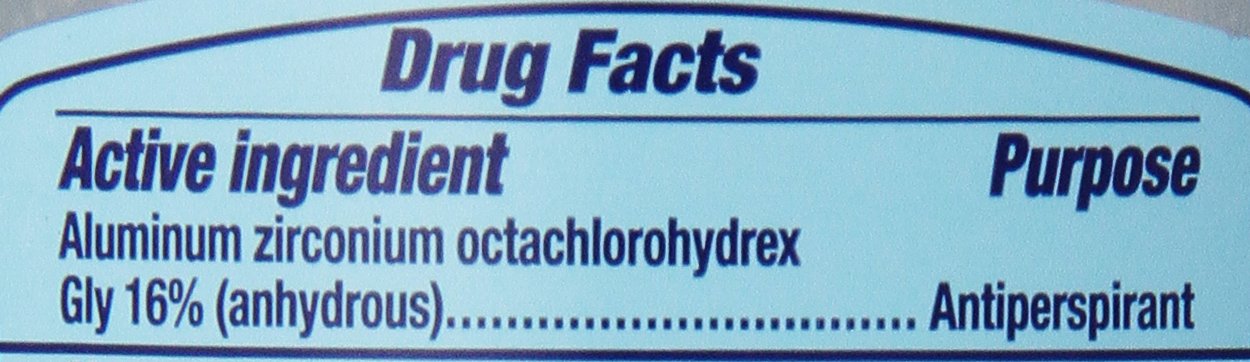 Drug Facts
Active ingredient Purpose
Aluminum zirconium octachlorohydrex
Gly 16% (anhydrous)............................... Antiperspirant